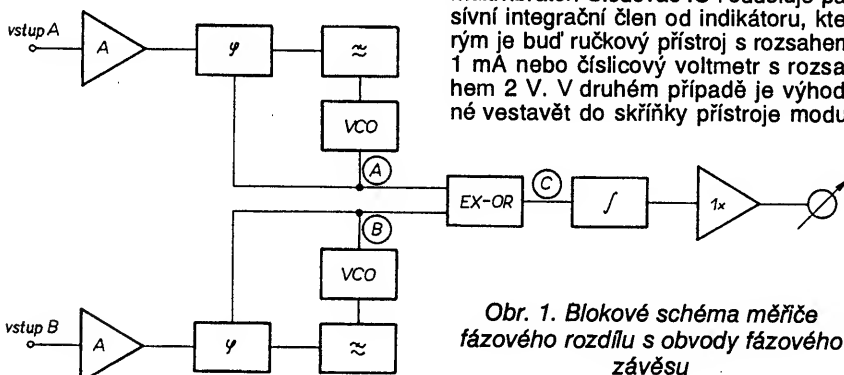 sívní integrační člen od indikátoru, kte
rým je buď ručkový přístroj s rozsahem
1 mA nebo číslicový voltmetr s rozsa
hem 2 V. V druhém případě je výhod
né vestavět do skříňky přístroje modu
vstup A
A
φ
≈
VCO
A
EX-OR
C
∫
1x
B
VCO
vstup B
A
φ
≈
Obr. 1. Blokové schéma měřiče
fázového rozdílu s obvody fázového
závěsu